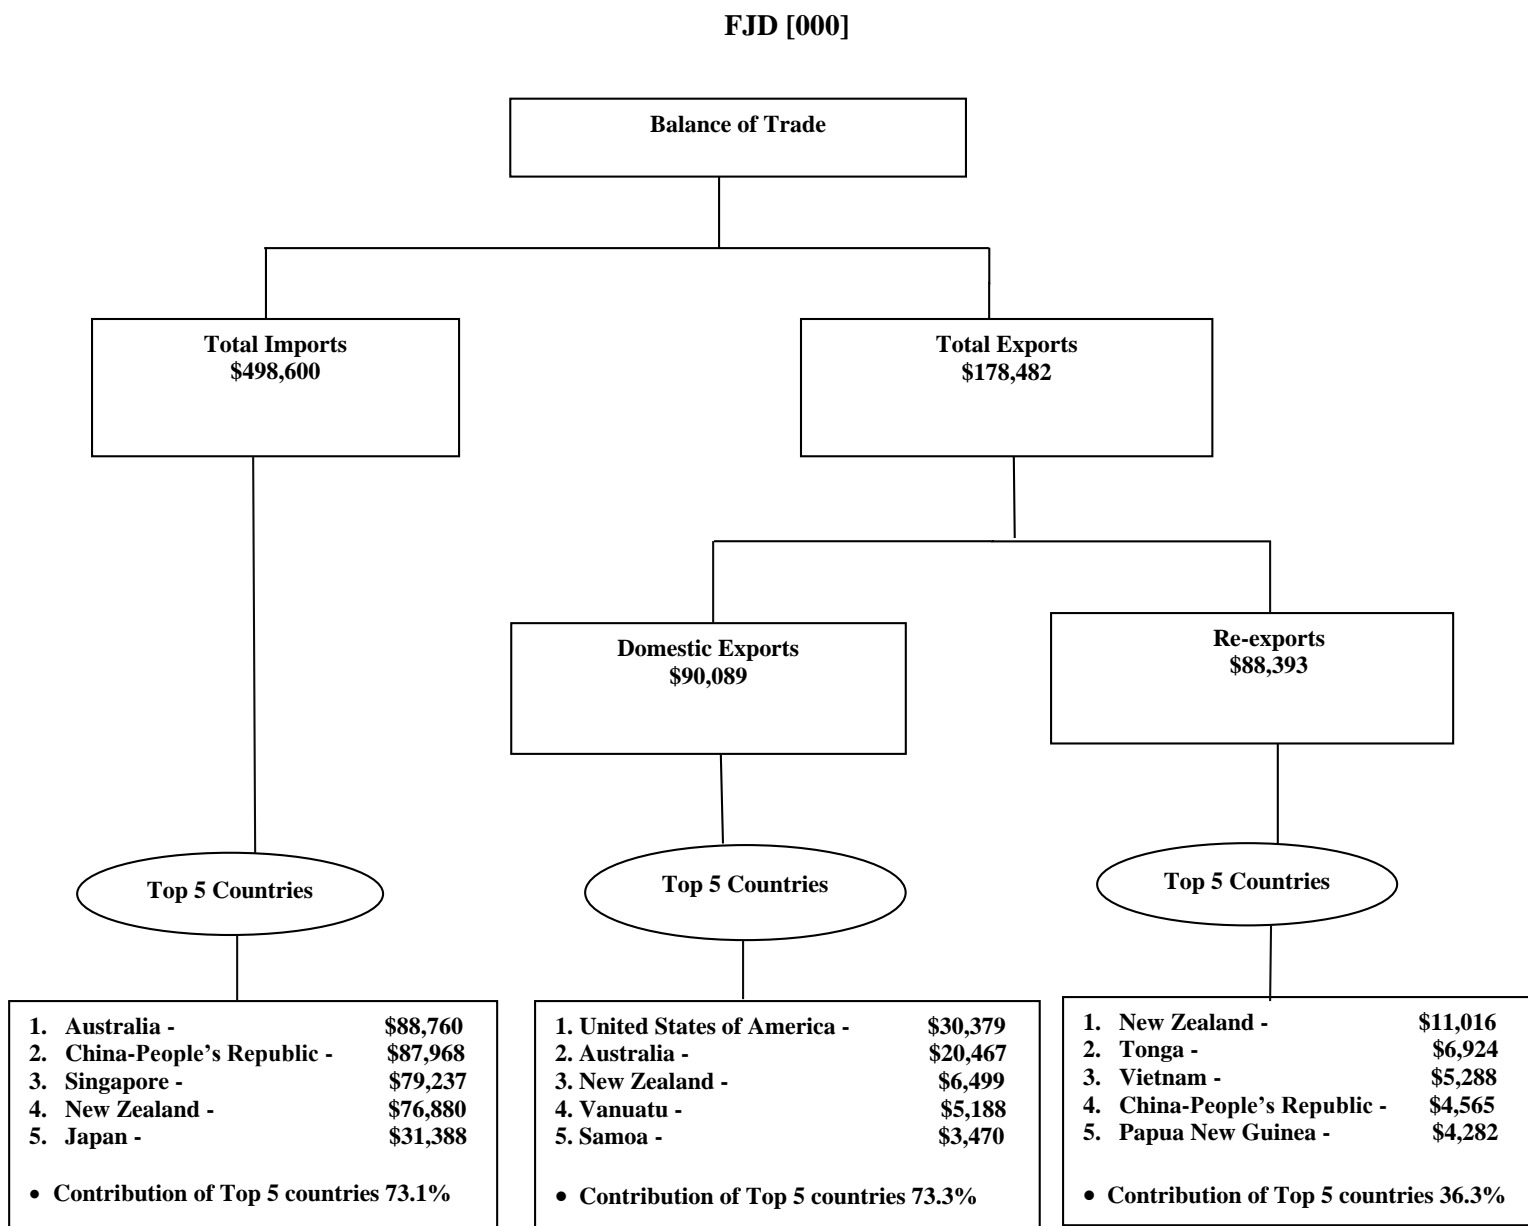 FJD [000]
Balance of Trade
Total Imports
$498,600
Total Exports
$178,482
Domestic Exports
$90,089
Re-exports
$88,393
Top 5 Countries
Top 5 Countries
Top 5 Countries
1. Australia - $88,760
2. China-People’s Republic - $87,968
3. Singapore - $79,237
4. New Zealand - $76,880
5. Japan - $31,388
• Contribution of Top 5 countries 73.1%
1. United States of America - $30,379
2. Australia - $20,467
3. New Zealand - $6,499
4. Vanuatu - $5,188
5. Samoa - $3,470
• Contribution of Top 5 countries 73.3%
1. New Zealand - $11,016
2. Tonga - $6,924
3. Vietnam - $5,288
4. China-People’s Republic - $4,565
5. Papua New Guinea - $4,282
• Contribution of Top 5 countries 36.3%